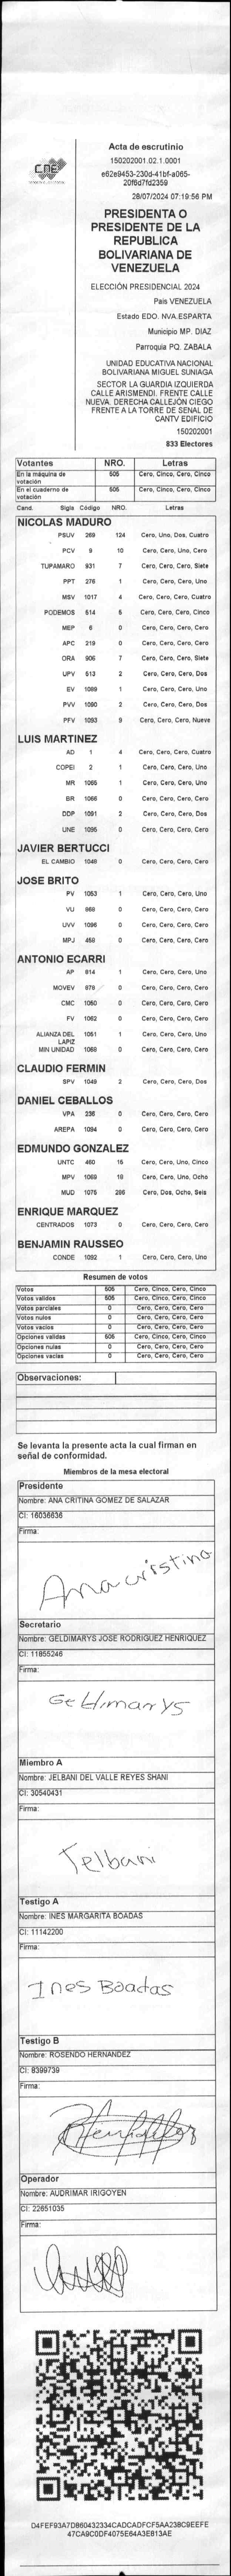 CNE
Acta de escrutinio
150202001.02.1.0001
e62e9453-230d-41bf-a065-
20f6d7fd2359
28/07/2024 07:19:56 PM
PRESIDENTA O
PRESIDENTE DE LA
REPUBLICA
BOLIVARIANA DE
VENEZUELA
ELECCIÓN PRESIDENCIAL 2024
País VENEZUELA
Estado EDO. NVA.ESPARTA
Municipio MP. DIAZ
Parroquia PQ. ZABALA
UNIDAD EDUCATIVA NACIONAL
BOLIVARIANA MIGUEL SUNIAGA
SECTOR LA GUARDIA IZQUIERDA
CALLE ARISMENDI. FRENTE CALLE
NUEVA. DERECHA CALLEJÓN CIEGO
FRENTE A LA TORRE DE SENAL DE
CANTV EDIFICIO
150202001
833 Electores
Votantes NRO. Letras
En la máquina de votación 505 Cero, Cinco, Cero, Cinco
En el cuaderno de votación 505 Cero, Cinco, Cero, Cinco
Cand. Sigla Código NRO. Letras
NICOLAS MADURO
PSUV 269 124 Cero, Uno, Dos, Cuatro
PCV 9 10 Cero, Cero, Uno, Cero
TUPAMARO 931 7 Cero, Cero, Cero, Siete
PPT 276 1 Cero, Cero, Cero, Uno
MSV 1017 4 Cero, Cero, Cero, Cuatro
PODEMOS 514 5 Cero, Cero, Cero, Cinco
MEP 6 0 Cero, Cero, Cero, Cero
APC 219 0 Cero, Cero, Cero, Cero
ORA 906 7 Cero, Cero, Cero, Siete
UPV 513 2 Cero, Cero, Cero, Dos
EV 1089 1 Cero, Cero, Cero, Uno
PVV 1090 2 Cero, Cero, Cero, Dos
PFV 1093 9 Cero, Cero, Cero, Nueve
LUIS MARTINEZ
AD 1 4 Cero, Cero, Cero, Cuatro
COPEI 2 1 Cero, Cero, Cero, Uno
MR 1065 1 Cero, Cero, Cero, Uno
BR 1066 0 Cero, Cero, Cero, Cero
DDP 1091 2 Cero, Cero, Cero, Dos
UNE 1095 0 Cero, Cero, Cero, Cero
JAVIER BERTUCCI
EL CAMBIO 1048 0 Cero, Cero, Cero, Cero
JOSE BRITO
PV 1053 1 Cero, Cero, Cero, Uno
VU 868 0 Cero, Cero, Cero, Cero
UVV 1096 0 Cero, Cero, Cero, Cero
MPJ 458 0 Cero, Cero, Cero, Cero
ANTONIO ECARRI
AP 814 1 Cero, Cero, Cero, Uno
MOVEV 878 0 Cero, Cero, Cero, Cero
CMC 1050 0 Cero, Cero, Cero, Cero
FV 1062 0 Cero, Cero, Cero, Cero
ALIANZA DEL LAPIZ 1051 1 Cero, Cero, Cero, Uno
MIN UNIDAD 1068 0 Cero, Cero, Cero, Cero
CLAUDIO FERMIN
SPV 1049 2 Cero, Cero, Cero, Dos
DANIEL CEBALLOS
VPA 236 0 Cero, Cero, Cero, Cero
AREPA 1094 0 Cero, Cero, Cero, Cero
EDMUNDO GONZALEZ
UNTC 460 15 Cero, Cero, Uno, Cinco
MPV 1069 18 Cero, Cero, Uno, Ocho
MUD 1075 286 Cero, Dos, Ocho, Seis
ENRIQUE MARQUEZ
CENTRADOS 1073 0 Cero, Cero, Cero, Cero
BENJAMIN RAUSSEO
CONDE 1092 1 Cero, Cero, Cero, Uno
Resumen de votos
Votos 505 Cero, Cinco, Cero, Cinco
Votos validos 505 Cero, Cinco, Cero, Cinco
Votos parciales 0 Cero, Cero, Cero, Cero
Votos nulos 0 Cero, Cero, Cero, Cero
Votos vacios 0 Cero, Cero, Cero, Cero
Opciones validas 505 Cero, Cinco, Cero, Cinco
Opciones nulas 0 Cero, Cero, Cero, Cero
Opciones vacias 0 Cero, Cero, Cero, Cero
Observaciones:
Se levanta la presente acta la cual firman en
señal de conformidad.
Miembros de la mesa electoral
Presidente
Nombre: ANA CRITINA GOMEZ DE SALAZAR
CI: 16036636
Firma:
Anacristina
Secretario
Nombre: GELDIMARYS JOSE RODRIGUEZ HENRIQUEZ
CI: 11855246
Firma:
Geldimarys
Miembro A
Nombre: JELBANI DEL VALLE REYES SHANI
CI: 30540431
Firma:
Jelbani
Testigo A
Nombre: INES MARGARITA BOADAS
CI: 11142200
Firma:
Ines Boadas
Testigo B
Nombre: ROSENDO HERNANDEZ
CI: 8399739
Firma:
Operador
Nombre: AUDRIMAR IRIGOYEN
CI: 22651035
Firma:
D4FEF93A7D860432334CADCADFCF5AA238C9EEFE
47CA9C0DF4075E64A3E813AE